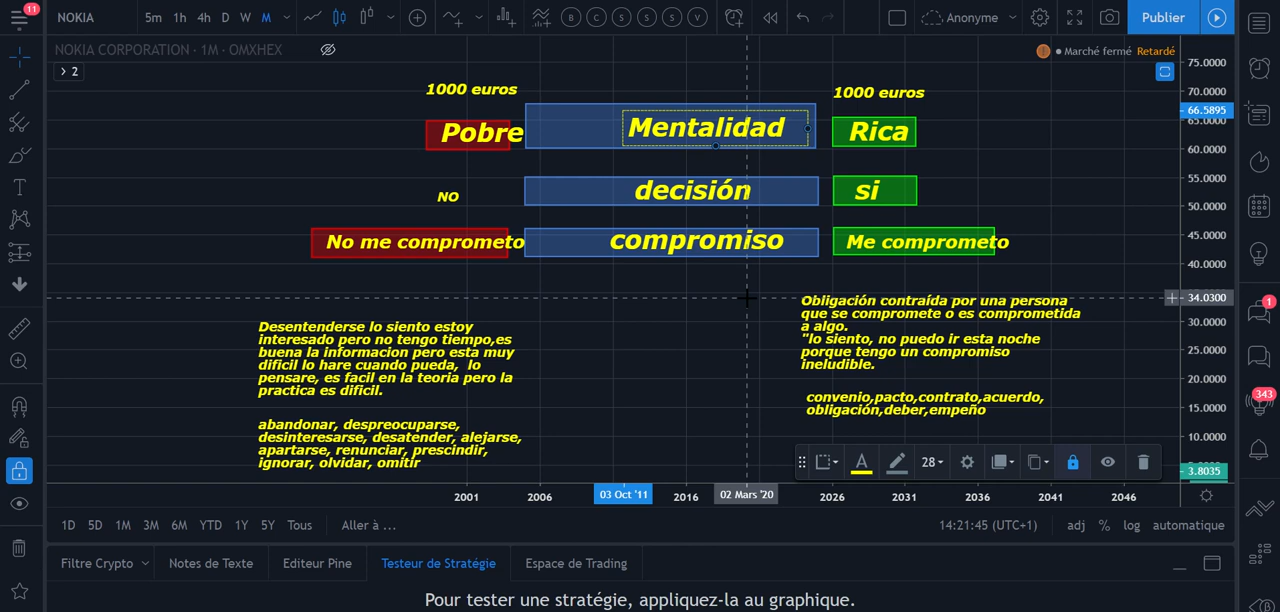 11
NOKIA 5m 1h 4h D W M B C S S S V Anonyme Publier
NOKIA CORPORATION · 1M · OMXHEX
Marché fermé Retardé
2
1000 euros
1000 euros
Pobre Mentalidad Rica
NO decisión si
No me comprometo compromiso Me comprometo
Desentenderse lo siento estoy
interesado pero no tengo tiempo,es
buena la informacion pero esta muy
dificil lo hare cuando pueda, lo
pensare, es facil en la teoria pero la
practica es dificil.
abandonar, despreocuparse,
desinteresarse, desatender, alejarse,
apartarse, renunciar, prescindir,
ignorar, olvidar, omitir
Obligación contraída por una persona
que se compromete o es comprometida
a algo.
"lo siento, no puedo ir esta noche
porque tengo un compromiso
ineludible.
convenio,pacto,contrato,acuerdo,
obligación,deber,empeño
75.0000
70.0000
66.5895
65.0000
60.0000
55.0000
50.0000
45.0000
40.0000
34.0300
30.0000
25.0000
20.0000
15.0000
10.0000
3.8035
1
343
A 28
2001 2006 03 Oct '11 2016 02 Mars '20 2026 2031 2036 2041 2046
1D 5D 1M 3M 6M YTD 1Y 5Y Tous Aller à ... 14:21:45 (UTC+1) adj % log automatique
Filtre Crypto Notes de Texte Editeur Pine Testeur de Stratégie Espace de Trading
Pour tester une stratégie, appliquez-la au graphique.